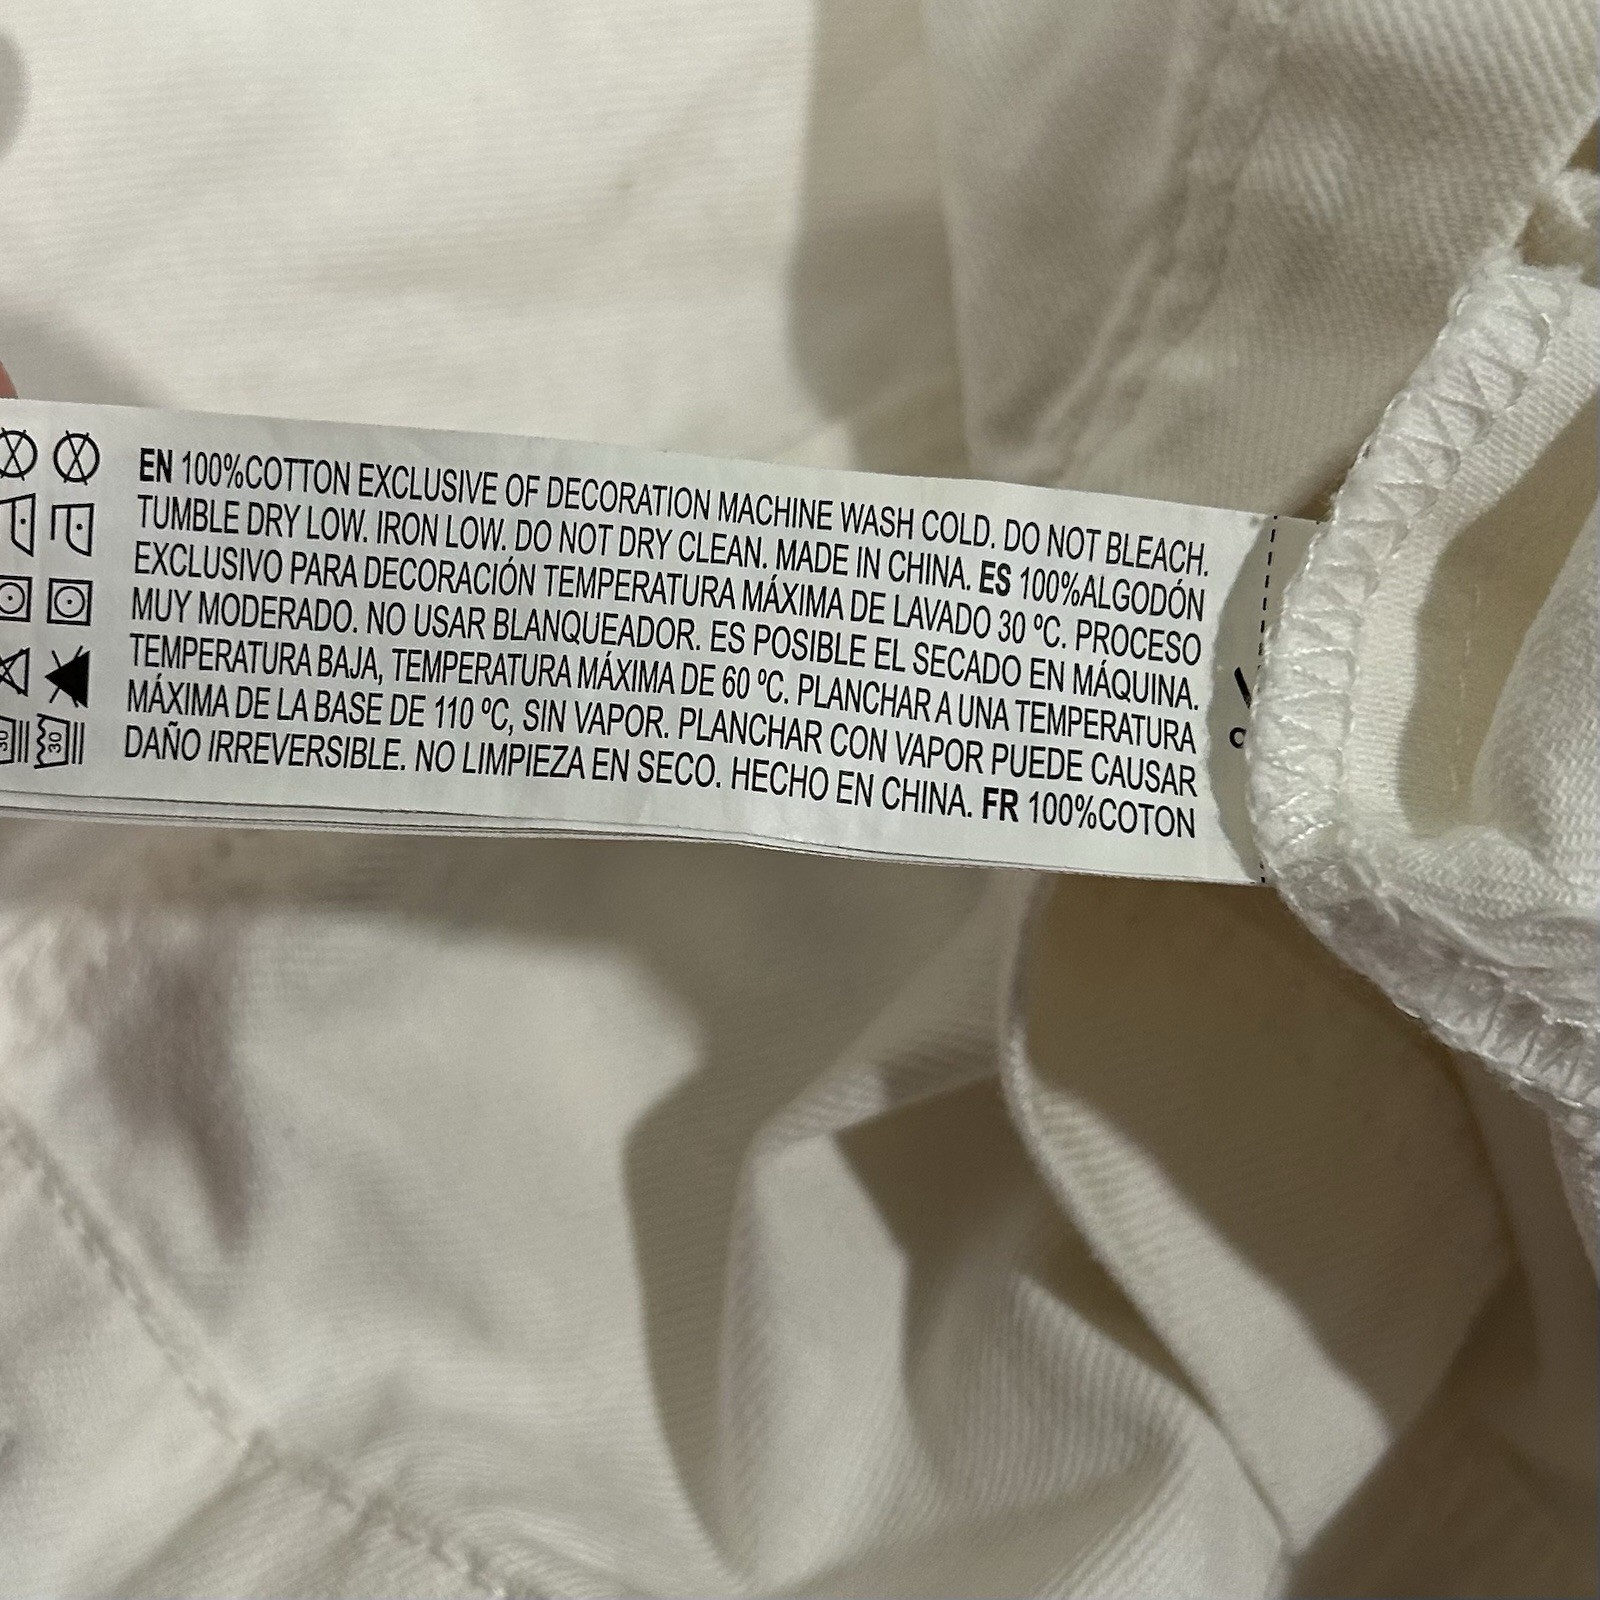 EN 100%COTTON EXCLUSIVE OF DECORATION MACHINE WASH COLD. DO NOT BLEACH.
TUMBLE DRY LOW. IRON LOW. DO NOT DRY CLEAN. MADE IN CHINA. ES 100%ALGODÓN
EXCLUSIVO PARA DECORACIÓN TEMPERATURA MÁXIMA DE LAVADO 30 ºC. PROCESO
MUY MODERADO. NO USAR BLANQUEADOR. ES POSIBLE EL SECADO EN MÁQUINA.
TEMPERATURA BAJA, TEMPERATURA MÁXIMA DE 60 ºC. PLANCHAR A UNA TEMPERATURA
MÁXIMA DE LA BASE DE 110 ºC, SIN VAPOR. PLANCHAR CON VAPOR PUEDE CAUSAR
DAÑO IRREVERSIBLE. NO LIMPIEZA EN SECO. HECHO EN CHINA. FR 100%COTON
30
30